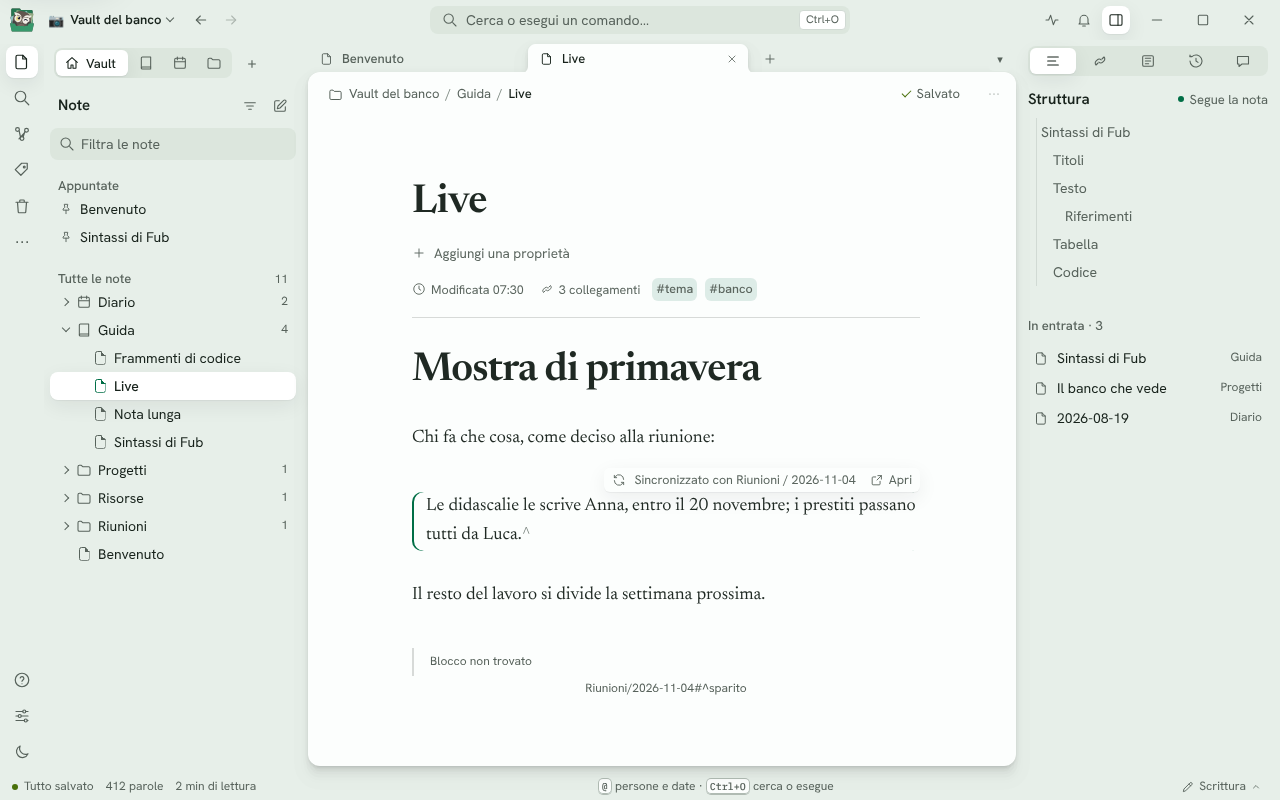 Vault del banco
Cerca o esegui un comando…
Ctrl+O
Vault
Note
Filtra le note
Appuntate
Benvenuto
Sintassi di Fub
Tutte le note 11
Diario 2
Guida 4
Frammenti di codice
Live
Nota lunga
Sintassi di Fub
Progetti 1
Risorse 1
Riunioni 1
Benvenuto
Benvenuto
Live
Vault del banco / Guida / Live
Salvato
Live
Aggiungi una proprietà
Modificata 07:30 3 collegamenti #tema #banco
Mostra di primavera
Chi fa che cosa, come deciso alla riunione:
Sincronizzato con Riunioni / 2026-11-04 Apri
Le didascalie le scrive Anna, entro il 20 novembre; i prestiti passano
tutti da Luca.^
Il resto del lavoro si divide la settimana prossima.
Blocco non trovato
Riunioni/2026-11-04#^sparito
Struttura
Segue la nota
Sintassi di Fub
Titoli
Testo
Riferimenti
Tabella
Codice
In entrata · 3
Sintassi di Fub Guida
Il banco che vede Progetti
2026-08-19 Diario
Tutto salvato 412 parole 2 min di lettura
@ persone e date · Ctrl+O cerca o esegue
Scrittura